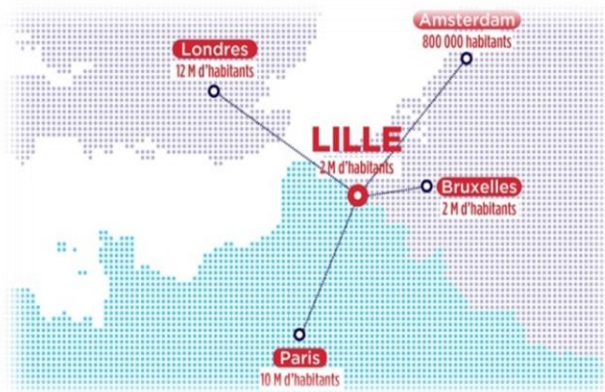 Amsterdam
800 000 habitants
Londres
12 M d'habitants
LILLE
2 M d'habitants
Bruxelles
2 M d'habitants
Paris
10 M d'habitants